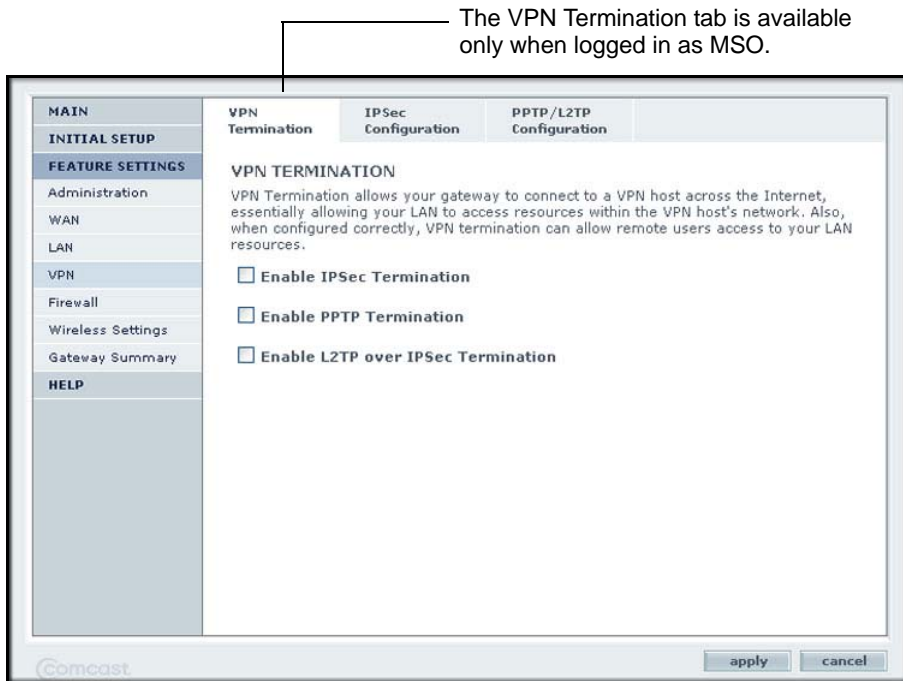 The VPN Termination tab is available
only when logged in as MSO.
MAIN
INITIAL SETUP
FEATURE SETTINGS
Administration
WAN
LAN
VPN
Firewall
Wireless Settings
Gateway Summary
HELP
VPN
Termination
IPSec
Configuration
PPTP/L2TP
Configuration
VPN TERMINATION
VPN Termination allows your gateway to connect to a VPN host across the Internet,
essentially allowing your LAN to access resources within the VPN host's network. Also,
when configured correctly, VPN termination can allow remote users access to your LAN
resources.
Enable IPSec Termination
Enable PPTP Termination
Enable L2TP over IPSec Termination
Comcast
apply
cancel